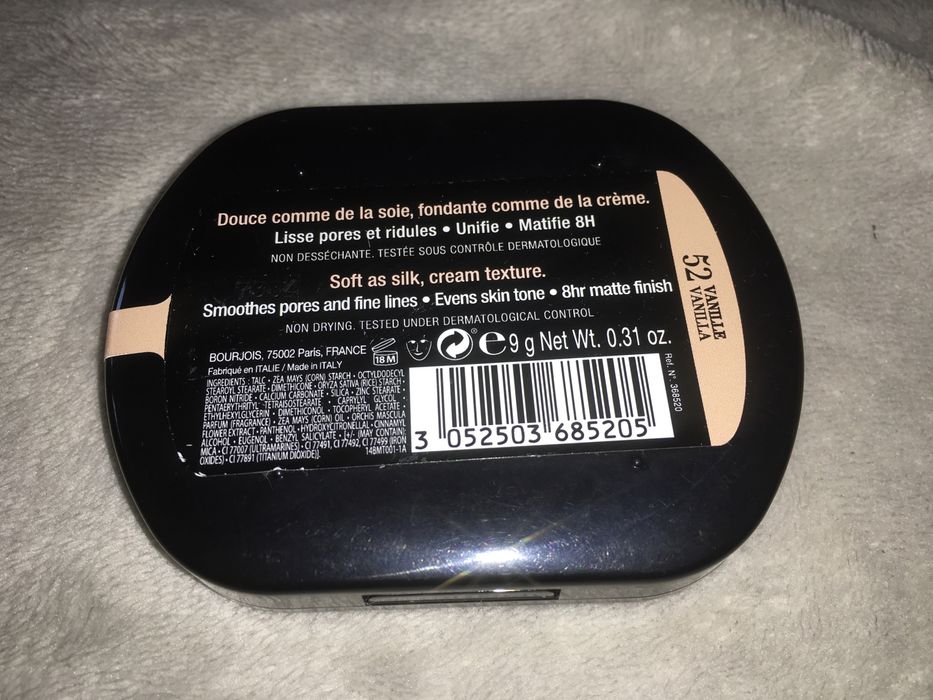 Douce comme de la soie, fondante comme de la crème.
Lisse pores et ridules • Unifie • Matifie 8H
NON DESSÉCHANTE. TESTÉE SOUS CONTRÔLE DERMATOLOGIQUE
Soft as silk, cream texture.
Smoothes pores and fine lines • Evens skin tone • 8hr matte finish
NON DRYING. TESTED UNDER DERMATOLOGICAL CONTROL
BOURJOIS, 75002 Paris, FRANCE
Fabriqué en ITALIE / Made in ITALY
18 M
e 9 g Net Wt. 0.31 oz.
INGREDIENTS : TALC • ZEA MAYS (CORN) STARCH • OCTYLDODECYL
STEAROYL STEARATE • DIMETHICONE • ORYZA SATIVA (RICE) STARCH •
BORON NITRIDE • CALCIUM CARBONATE • SILICA • ZINC STEARATE •
PENTAERYTHRITYL TETRAISOSTEARATE • CAPRYLYL GLYCOL •
ETHYLHEXYLGLYCERIN • DIMETHICONOL • TOCOPHERYL ACETATE •
PARFUM (FRAGRANCE) • ZEA MAYS (CORN) OIL • ORCHIS MASCULA
FLOWER EXTRACT • PANTHENOL • HYDROXYCITRONELLAL • CINNAMYL
ALCOHOL • EUGENOL • BENZYL SALICYLATE • [+/- (MAY CONTAIN)
MICA • CI 77007 (ULTRAMARINES) • CI 77491, CI 77492, CI 77499 (IRON
OXIDES) • CI 77891 (TITANIUM DIOXIDE)].
14BMT001-1A
3 052503 685205
Ref. N° 368520
52 VANILLE
VANILLA